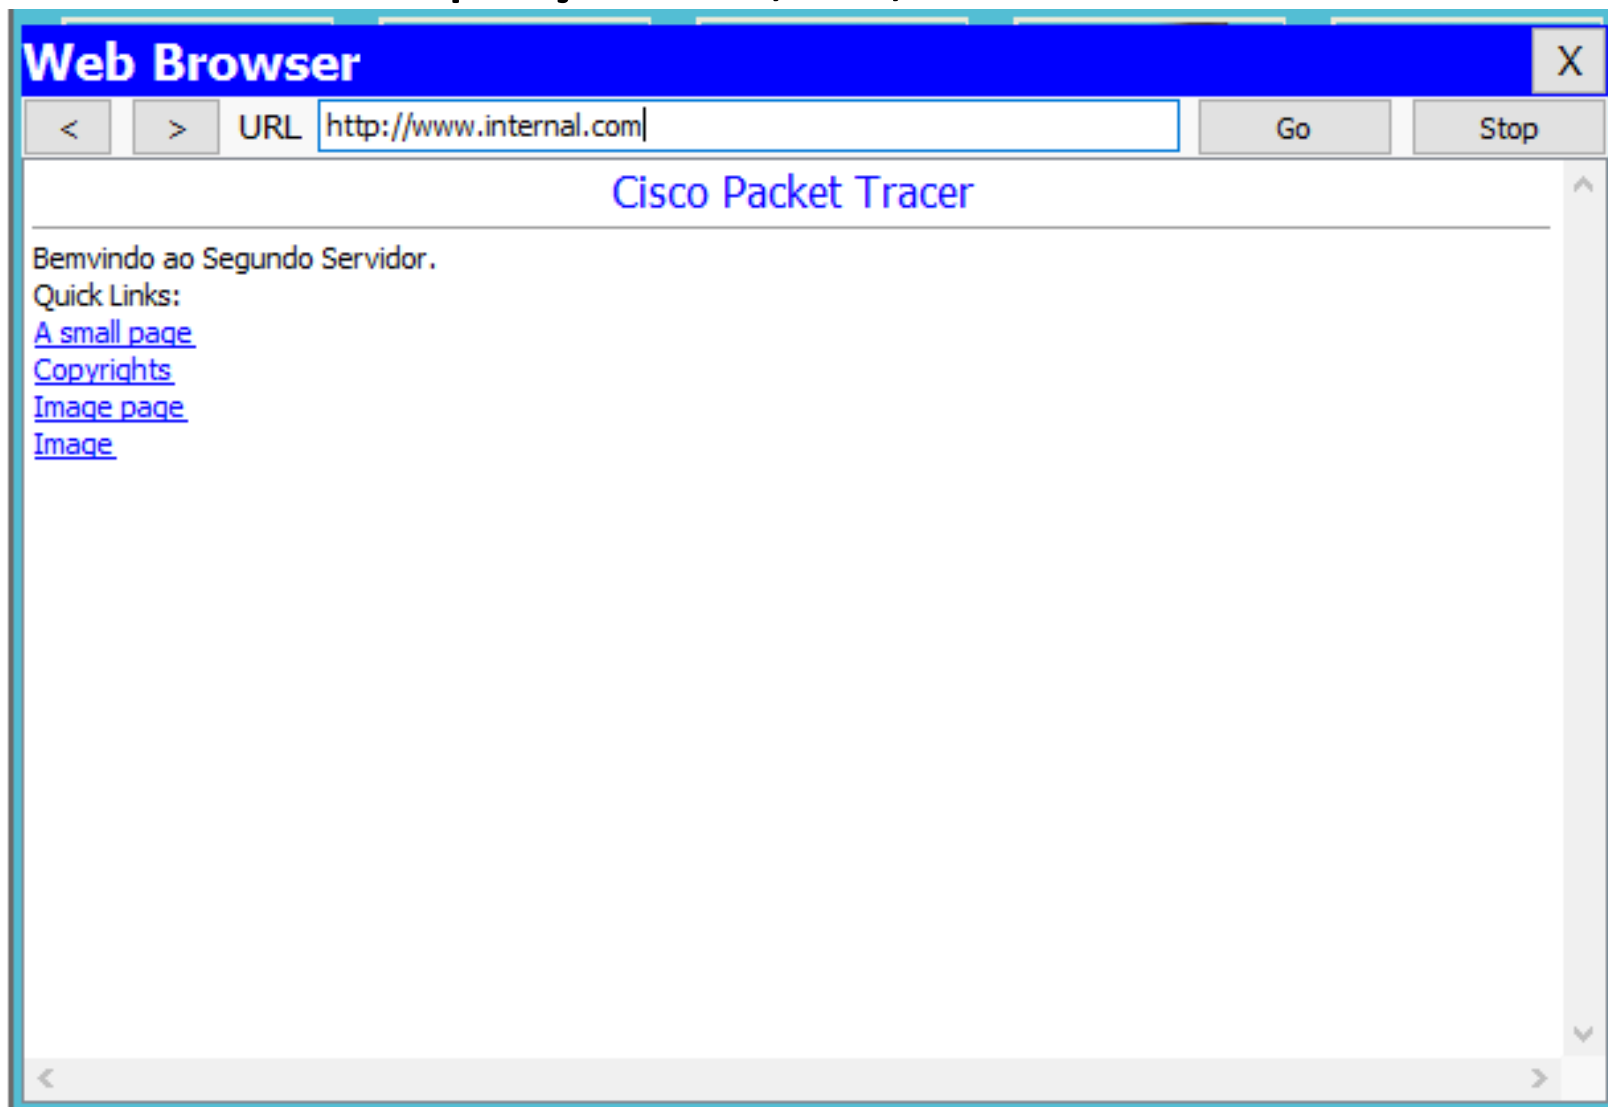 Web Browser X
< > URL http://www.internal.com Go Stop
Cisco Packet Tracer
Bemvindo ao Segundo Servidor.
Quick Links:
A small page
Copyrights
Image page
Image